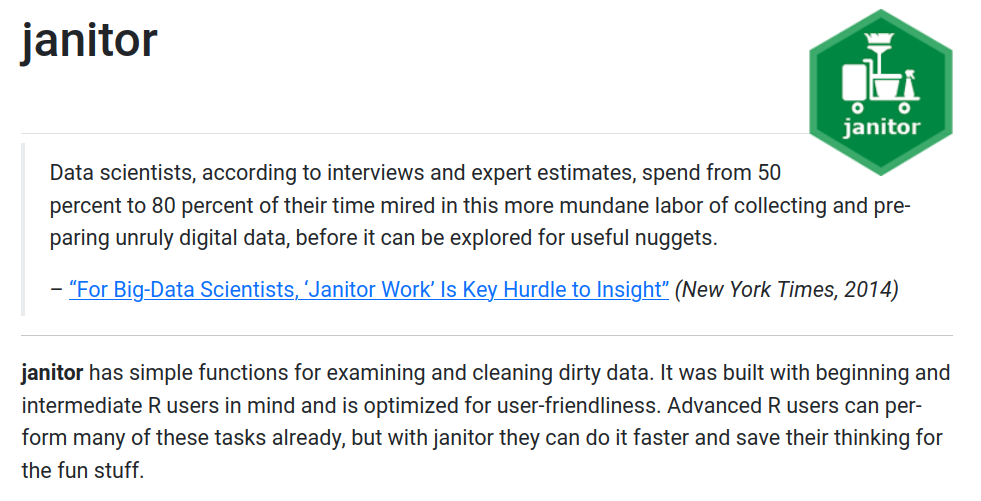 janitor
janitor
Data scientists, according to interviews and expert estimates, spend from 50
percent to 80 percent of their time mired in this more mundane labor of collecting and pre-
paring unruly digital data, before it can be explored for useful nuggets.
– “For Big-Data Scientists, ‘Janitor Work’ Is Key Hurdle to Insight” (New York Times, 2014)
janitor has simple functions for examining and cleaning dirty data. It was built with beginning and
intermediate R users in mind and is optimized for user-friendliness. Advanced R users can per-
form many of these tasks already, but with janitor they can do it faster and save their thinking for
the fun stuff.